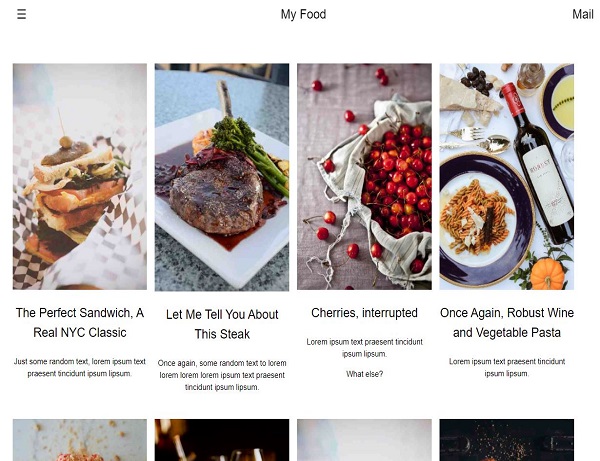 ☰ My Food Mail
The Perfect Sandwich, A
Real NYC Classic
Just some random text, lorem ipsum text
praesent tincidunt ipsum lipsum.
Let Me Tell You About
This Steak
Once again, some random text to lorem
lorem lorem lorem ipsum text praesent
tincidunt ipsum lipsum.
Cherries, interrupted
Lorem ipsum text praesent tincidunt
ipsum lipsum.
What else?
Once Again, Robust Wine
and Vegetable Pasta
Lorem ipsum text praesent tincidunt
ipsum lipsum.